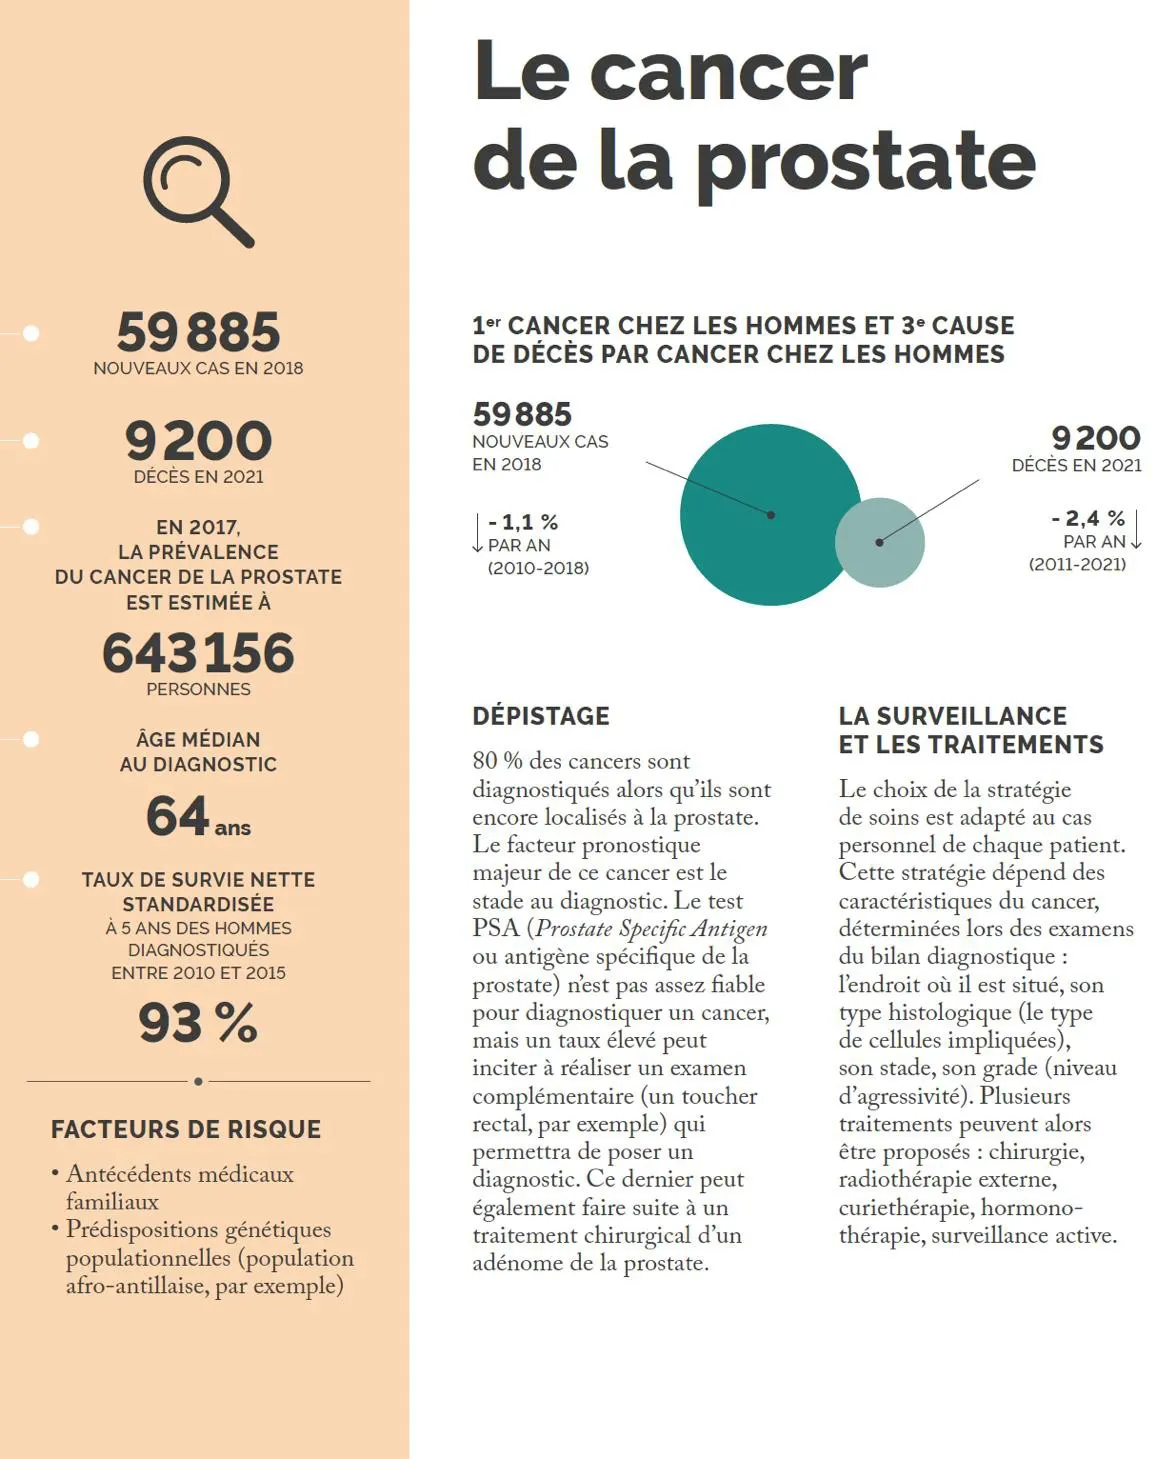 Le cancer
de la prostate
59 885
NOUVEAUX CAS EN 2018
9 200
DÉCÈS EN 2021
EN 2017,
LA PRÉVALENCE
DU CANCER DE LA PROSTATE
EST ESTIMÉE À
643 156
PERSONNES
ÂGE MÉDIAN
AU DIAGNOSTIC
64 ans
TAUX DE SURVIE NETTE
STANDARDISÉE
À 5 ANS DES HOMMES
DIAGNOSTIQUÉS
ENTRE 2010 ET 2015
93 %
FACTEURS DE RISQUE
• Antécédents médicaux
familiaux
• Prédispositions génétiques
populationnelles (population
afro-antillaise, par exemple)
1er CANCER CHEZ LES HOMMES ET 3e CAUSE
DE DÉCÈS PAR CANCER CHEZ LES HOMMES
59 885
NOUVEAUX CAS
EN 2018
- 1,1 %
PAR AN
(2010-2018)
9 200
DÉCÈS EN 2021
- 2,4 %
PAR AN
(2011-2021)
DÉPISTAGE
80 % des cancers sont
diagnostiqués alors qu’ils sont
encore localisés à la prostate.
Le facteur pronostique
majeur de ce cancer est le
stade au diagnostic. Le test
PSA (Prostate Specific Antigen
ou antigène spécifique de la
prostate) n’est pas assez fiable
pour diagnostiquer un cancer,
mais un taux élevé peut
inciter à réaliser un examen
complémentaire (un toucher
rectal, par exemple) qui
permettra de poser un
diagnostic. Ce dernier peut
également faire suite à un
traitement chirurgical d’un
adénome de la prostate.
LA SURVEILLANCE
ET LES TRAITEMENTS
Le choix de la stratégie
de soins est adapté au cas
personnel de chaque patient.
Cette stratégie dépend des
caractéristiques du cancer,
déterminées lors des examens
du bilan diagnostique :
l’endroit où il est situé, son
type histologique (le type
de cellules impliquées),
son stade, son grade (niveau
d’agressivité). Plusieurs
traitements peuvent alors
être proposés : chirurgie,
radiothérapie externe,
curiethérapie, hormono-
thérapie, surveillance active.